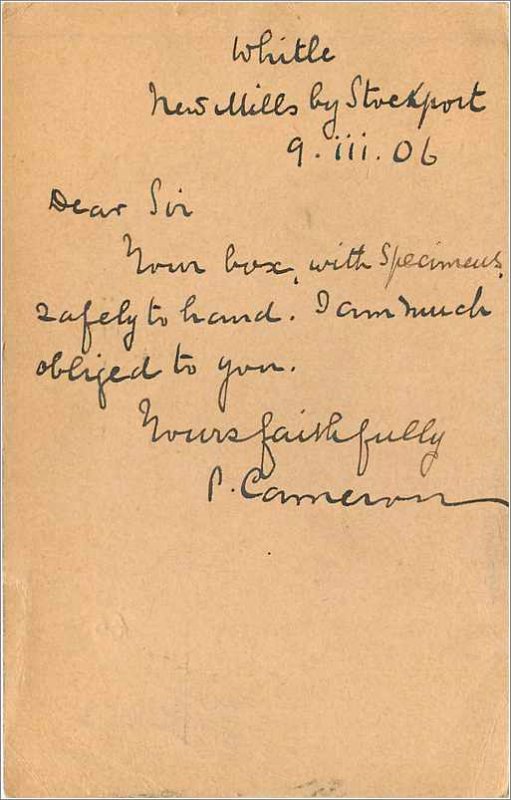 Whitle
New Mills by Stockport
9.iii.06
Dear Sir
Your box, with specimens,
safely to hand. I am much
obliged to you.
Yours faithfully
P. Cameron